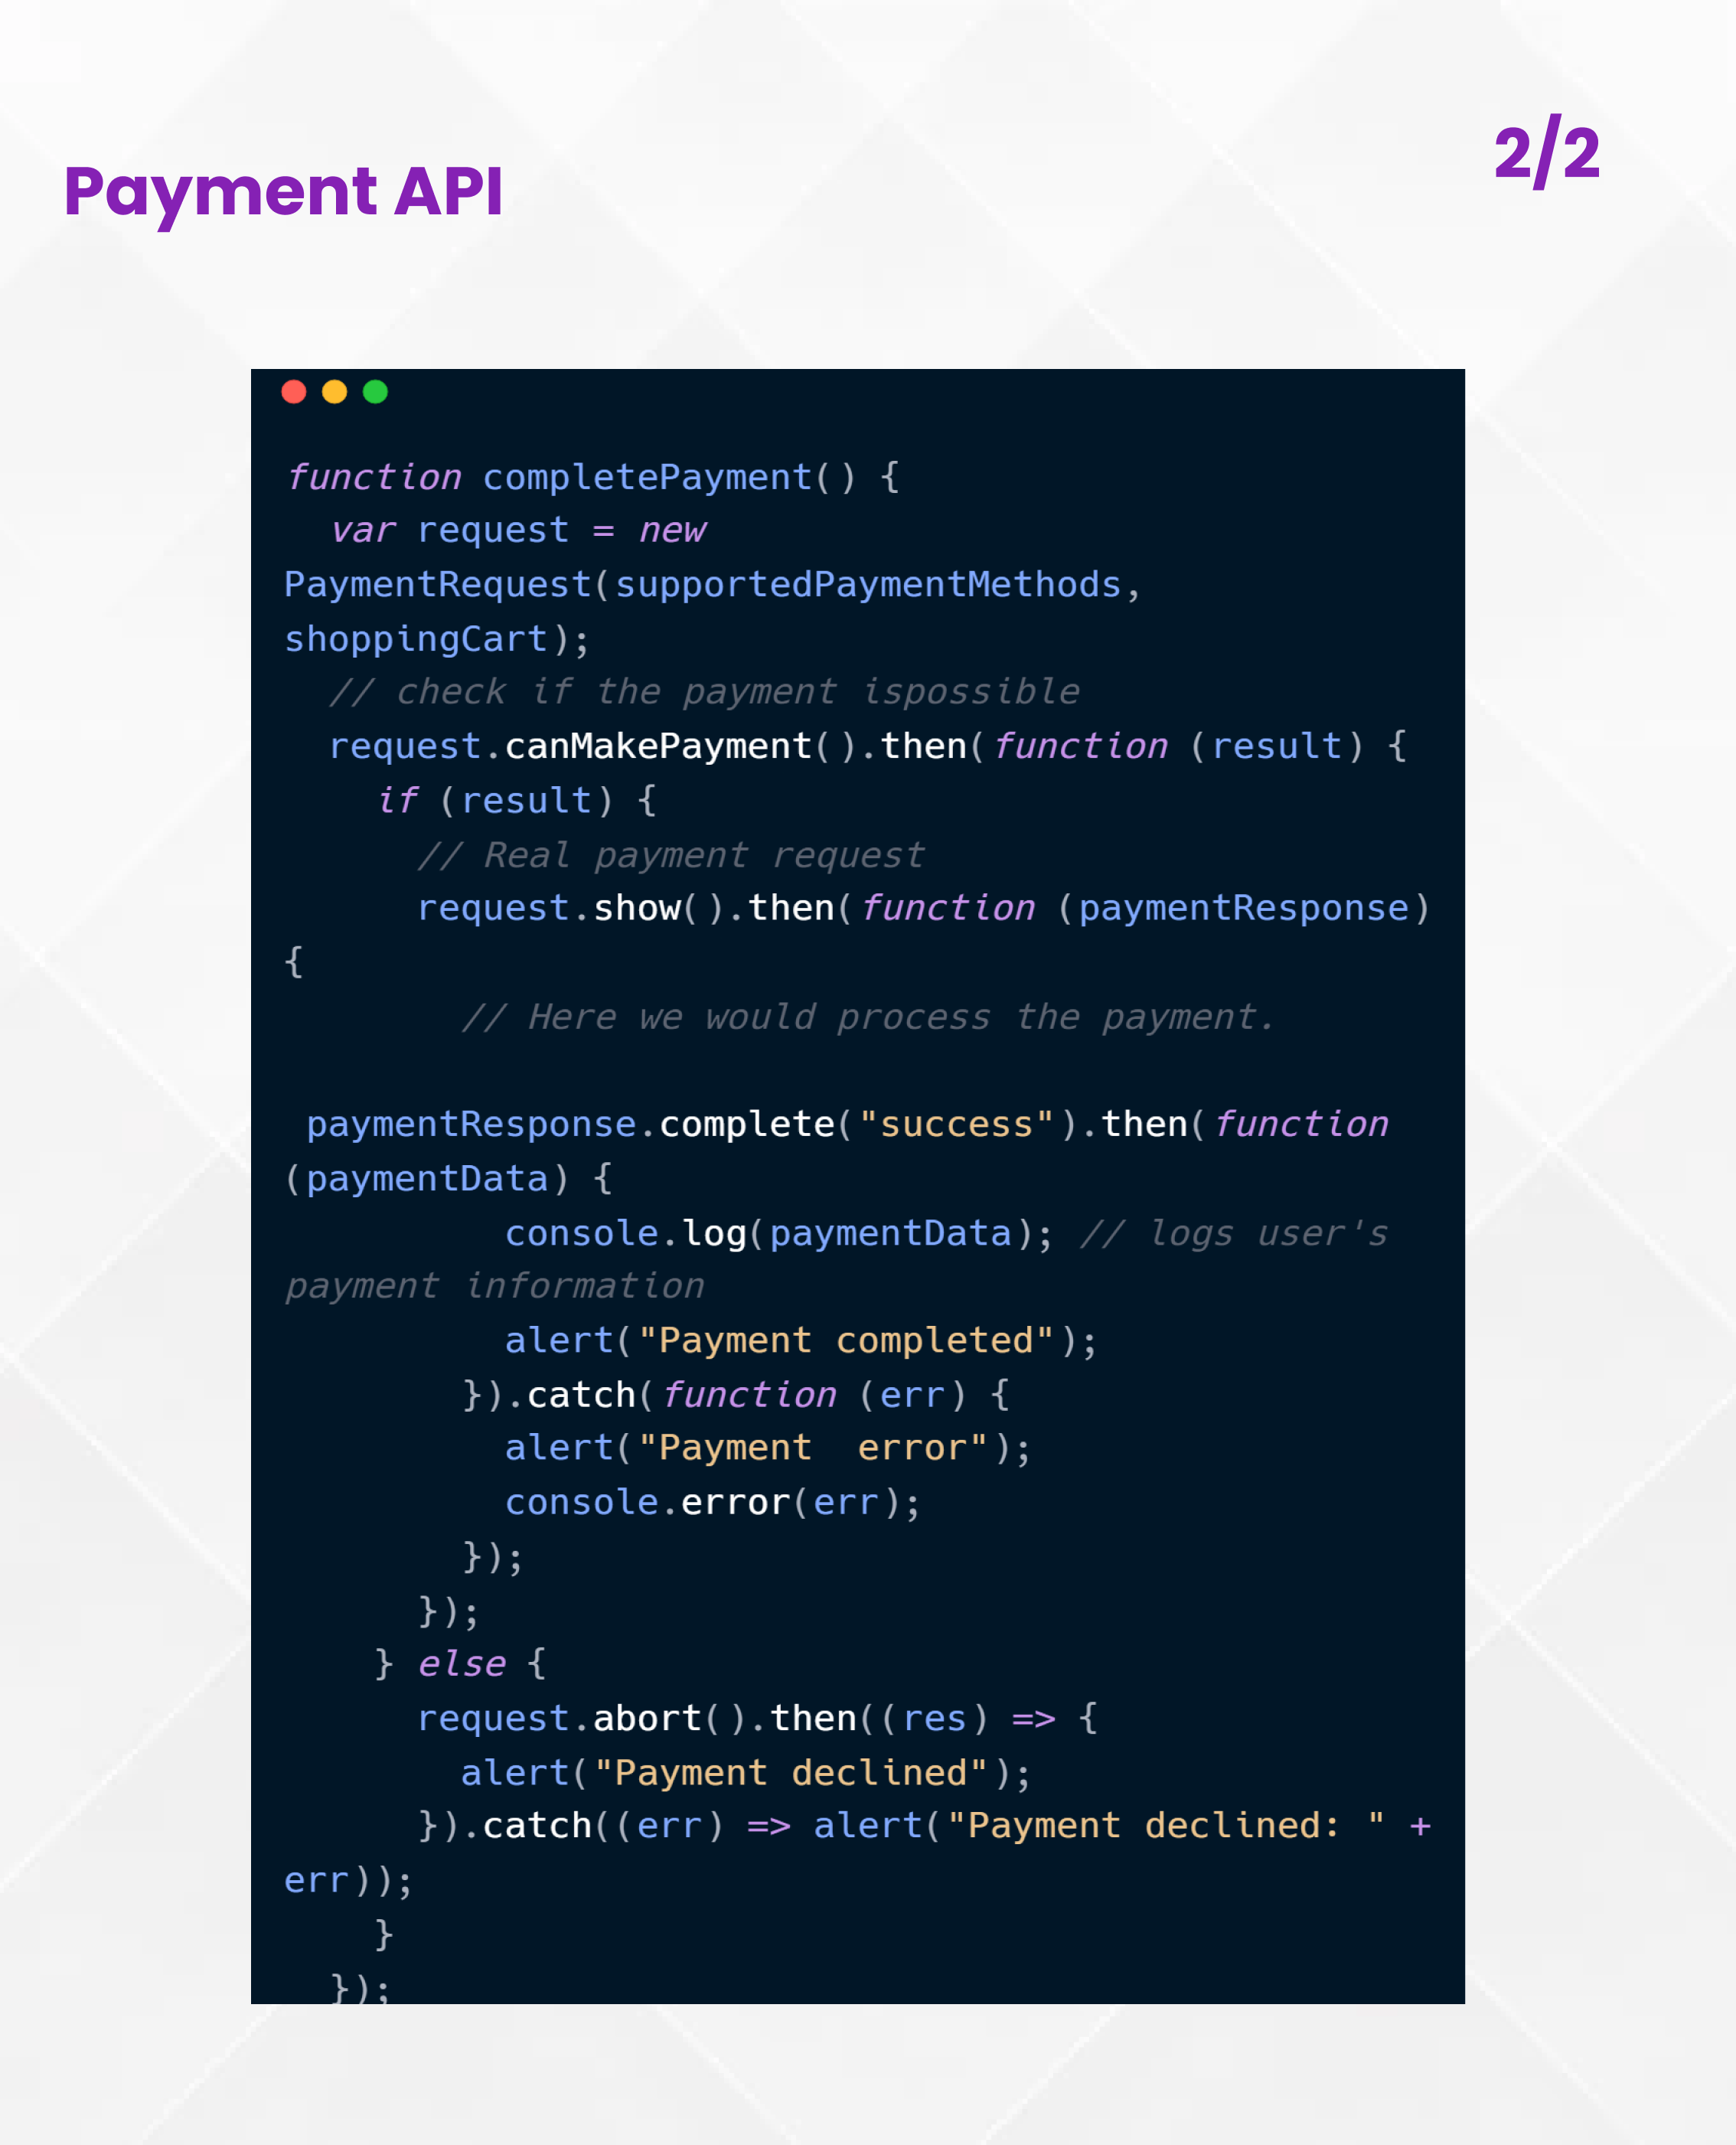 Payment API
2/2
function completePayment() {
  var request = new
PaymentRequest(supportedPaymentMethods,
shoppingCart);
  // check if the payment ispossible
  request.canMakePayment().then(function (result) {
    if (result) {
      // Real payment request
      request.show().then(function (paymentResponse)
{
        // Here we would process the payment.

 paymentResponse.complete("success").then(function
(paymentData) {
          console.log(paymentData); // logs user's
payment information
          alert("Payment completed");
        }).catch(function (err) {
          alert("Payment  error");
          console.error(err);
        });
      });
    } else {
      request.abort().then((res) => {
        alert("Payment declined");
      }).catch((err) => alert("Payment declined: " +
err));
    }
  });